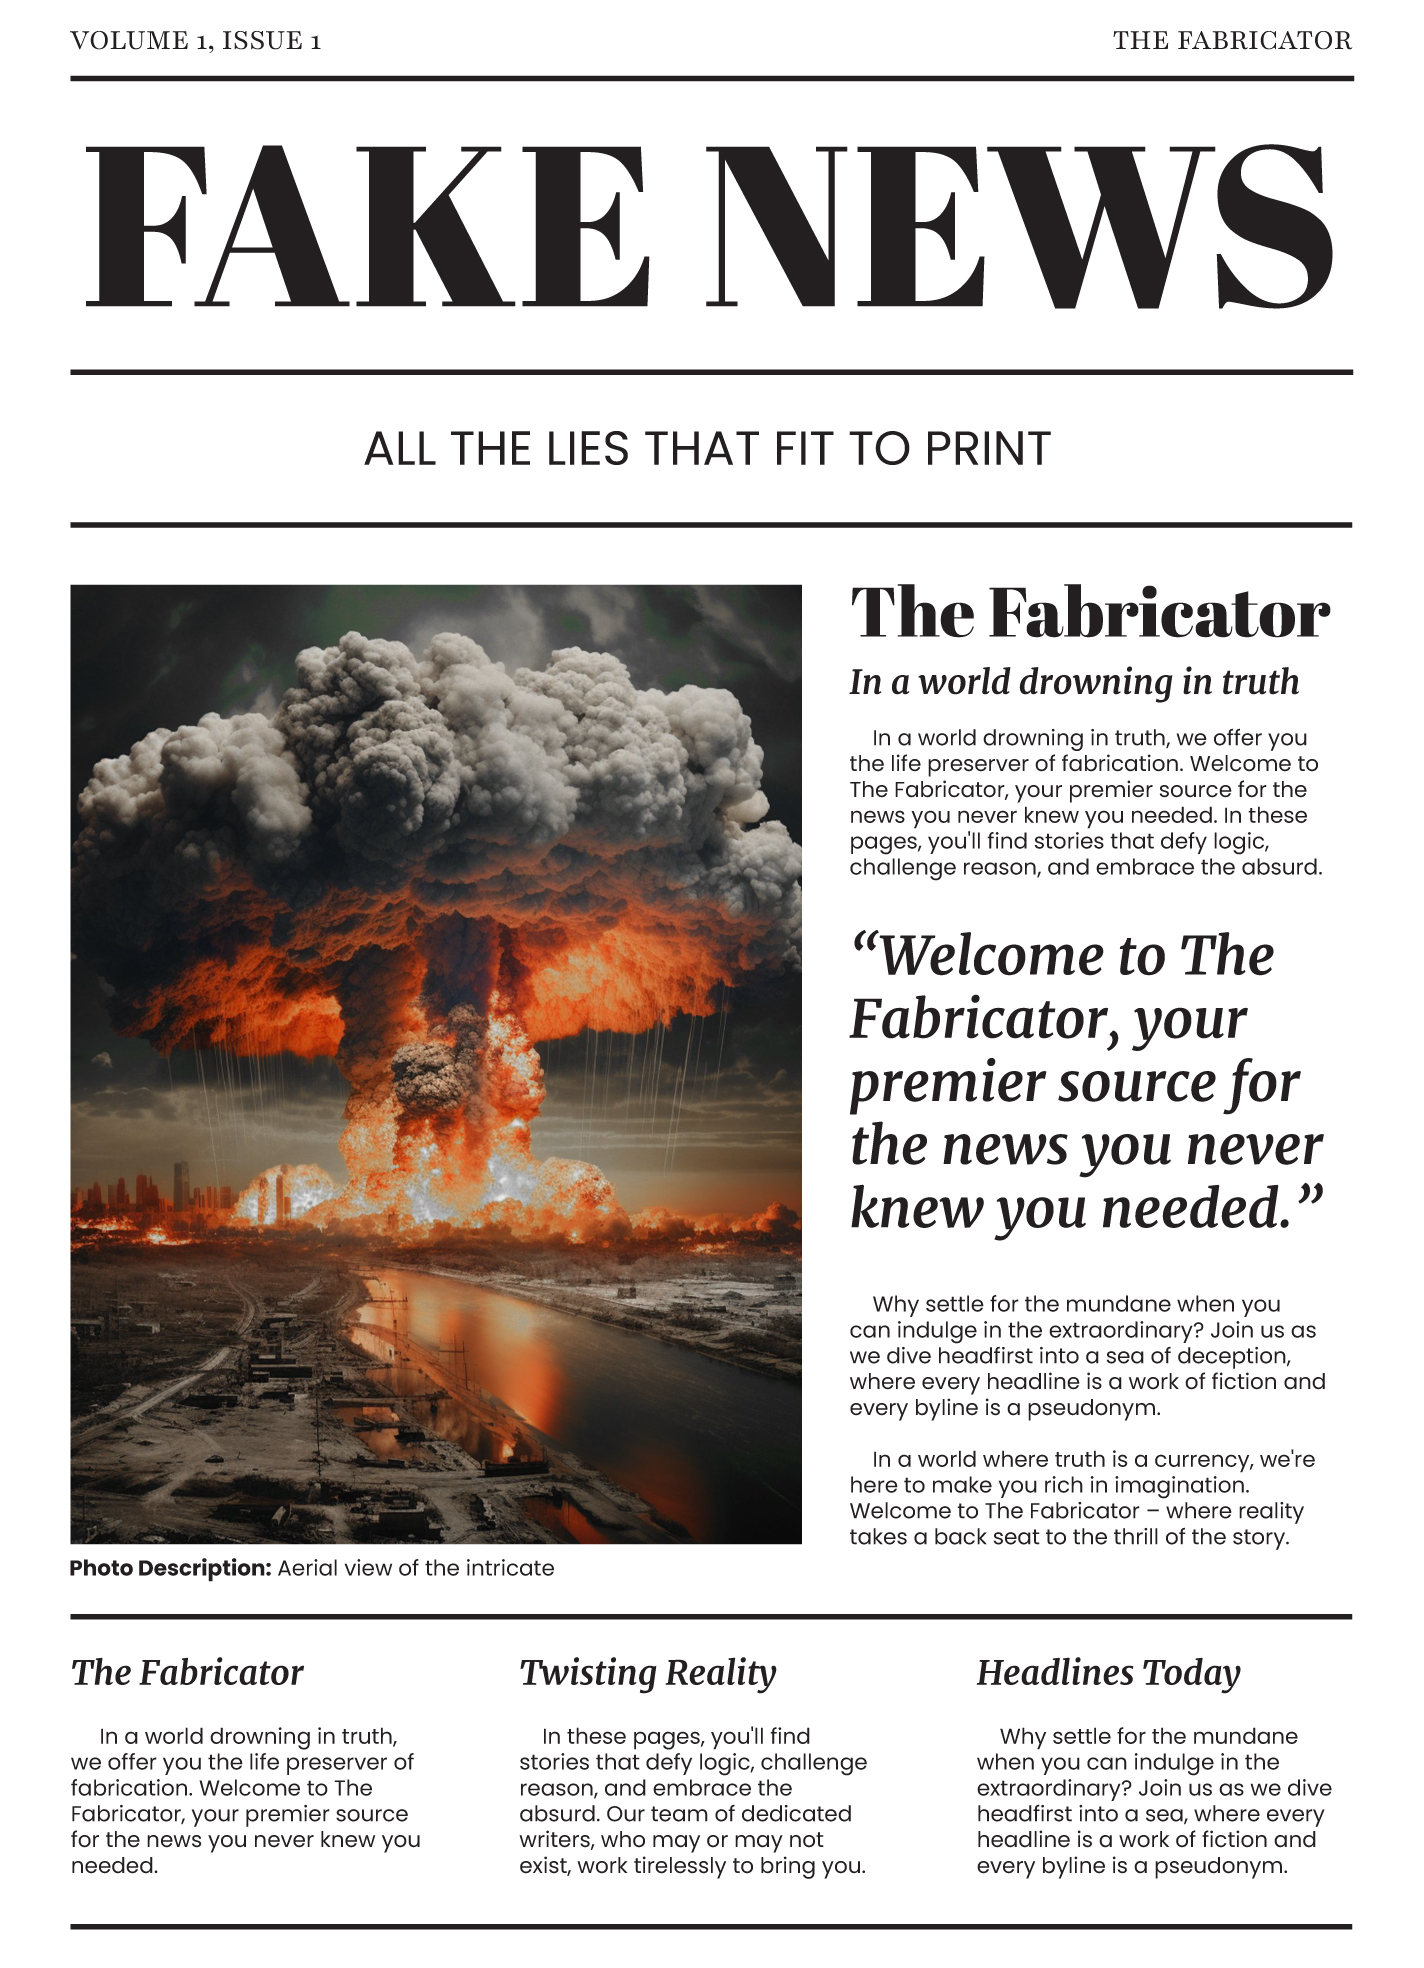 VOLUME 1, ISSUE 1
THE FABRICATOR
FAKE NEWS
ALL THE LIES THAT FIT TO PRINT
The Fabricator
In a world drowning in truth
In a world drowning in truth, we offer you
the life preserver of fabrication. Welcome to
The Fabricator, your premier source for the
news you never knew you needed. In these
pages, you'll find stories that defy logic,
challenge reason, and embrace the absurd.
“Welcome to The
Fabricator, your
premier source for
the news you never
knew you needed.”
Why settle for the mundane when you
can indulge in the extraordinary? Join us as
we dive headfirst into a sea of deception,
where every headline is a work of fiction and
every byline is a pseudonym.
In a world where truth is a currency, we're
here to make you rich in imagination.
Welcome to The Fabricator – where reality
takes a back seat to the thrill of the story.
Photo Description: Aerial view of the intricate
The Fabricator
In a world drowning in truth,
we offer you the life preserver of
fabrication. Welcome to The
Fabricator, your premier source
for the news you never knew you
needed.
Twisting Reality
In these pages, you'll find
stories that defy logic, challenge
reason, and embrace the
absurd. Our team of dedicated
writers, who may or may not
exist, work tirelessly to bring you.
Headlines Today
Why settle for the mundane
when you can indulge in the
extraordinary? Join us as we dive
headfirst into a sea, where every
headline is a work of fiction and
every byline is a pseudonym.